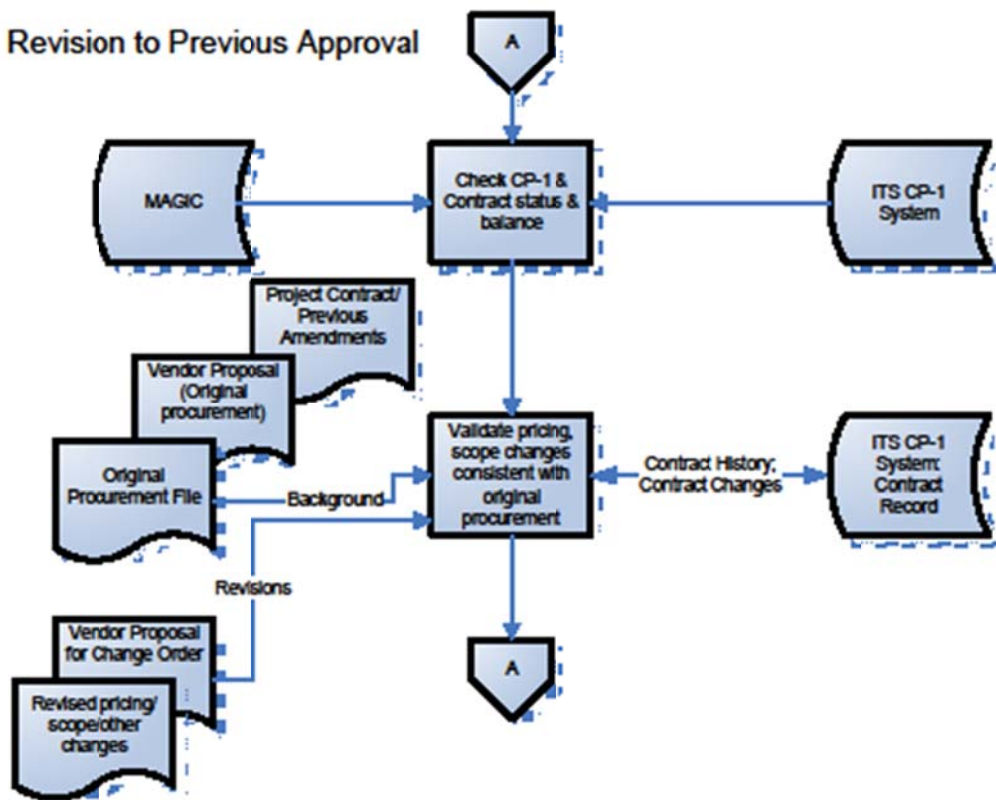 Revision to Previous Approval
A
MAGIC
Check CP-1 &
Contract status &
balance
ITS CP-1
System
Project Contract/
Previous
Amendments
Vendor Proposal
(Original
procurement)
Original
Procurement File
Background
Validate pricing,
scope changes
consistent with
original
procurement
Contract History;
Contract Changes
ITS CP-1
System:
Contract
Record
Revisions
Vendor Proposal
for Change Order
Revised pricing/
scope/other
changes
A